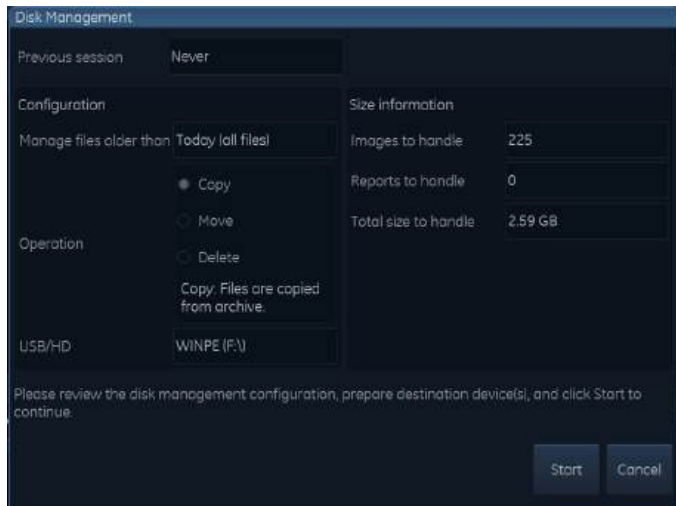 Disk Management
Previous session Never
Configuration
Manage files older than Today (all files)
Operation
Copy
Move
Delete
Copy: Files are copied
from archive.
USB/HD WINPE (F:\)
Size information
Images to handle 225
Reports to handle 0
Total size to handle 2.59 GB
Please review the disk management configuration, prepare destination device(s), and click Start to
continue.
Start Cancel